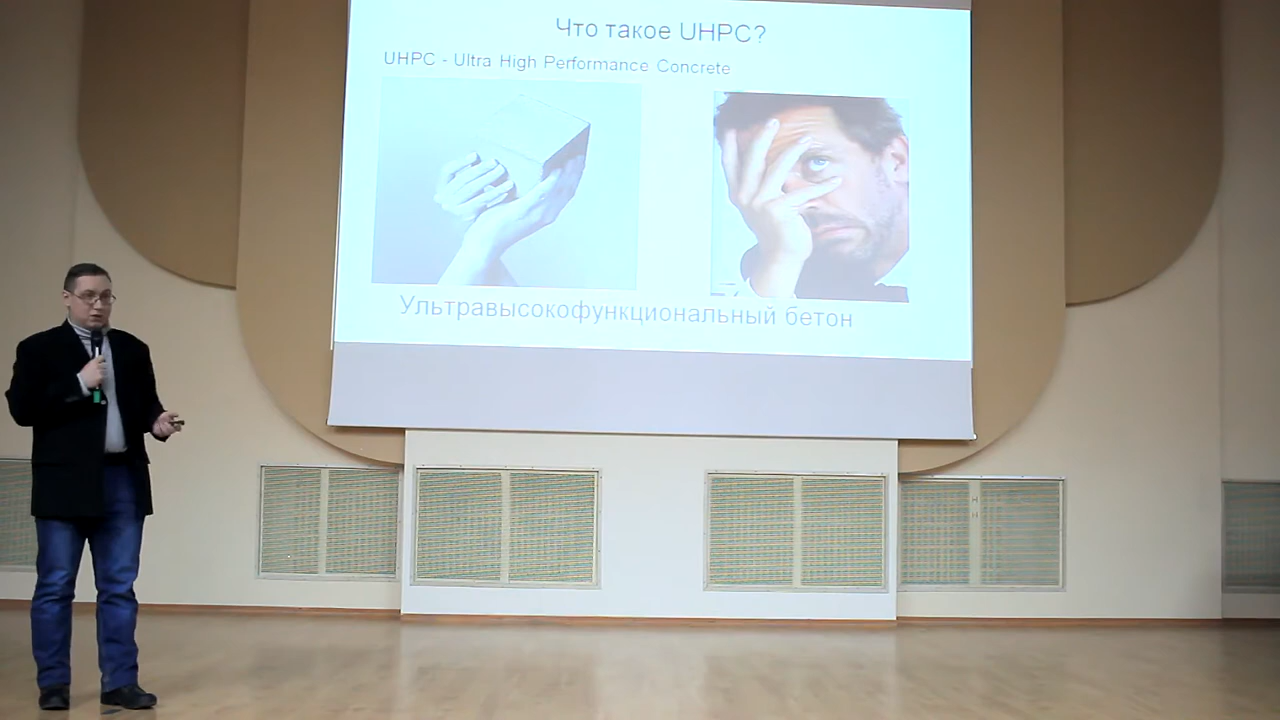 Что такое UHPC?
UHPC - Ultra High Performance Concrete
Ультравысокофункциональный бетон